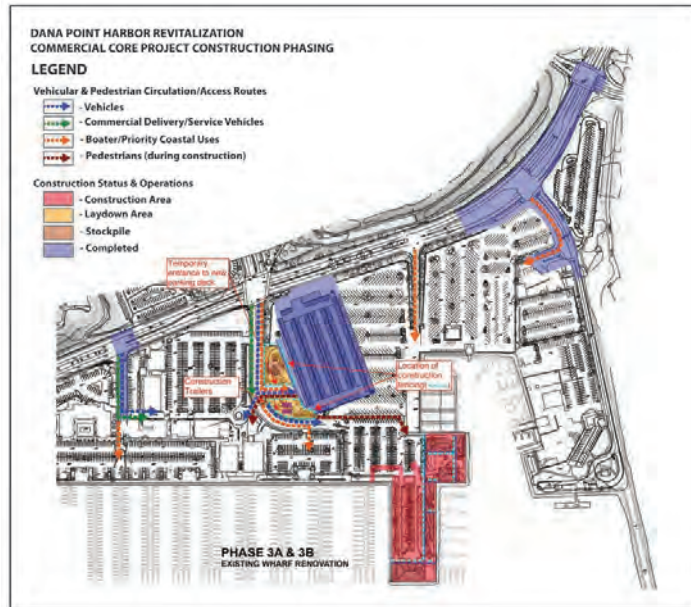 DANA POINT HARBOR REVITALIZATION
COMMERCIAL CORE PROJECT CONSTRUCTION PHASING
LEGEND
Vehicular & Pedestrian Circulation/Access Routes
- Vehicles
- Commercial Delivery/Service Vehicles
- Boater/Priority Coastal Uses
- Pedestrians (during construction)
Construction Status & Operations
- Construction Area
- Laydown Area
- Stockpile
- Completed
Temporary
entrance to new
parking deck
Construction
Trailers
Location of
construction
fencing
PHASE 3A & 3B
EXISTING WHARF RENOVATION